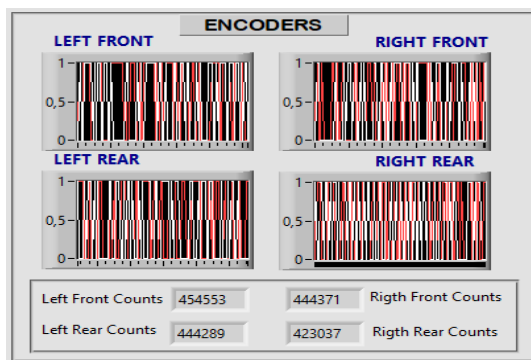 ENCODERS
LEFT FRONT
RIGHT FRONT
1
0,5
0
1
0,5
0
LEFT REAR
RIGHT REAR
1
0,5
0
1
0,5
0
Left Front Counts 454553 444371 Rigth Front Counts
Left Rear Counts 444289 423037 Rigth Rear Counts